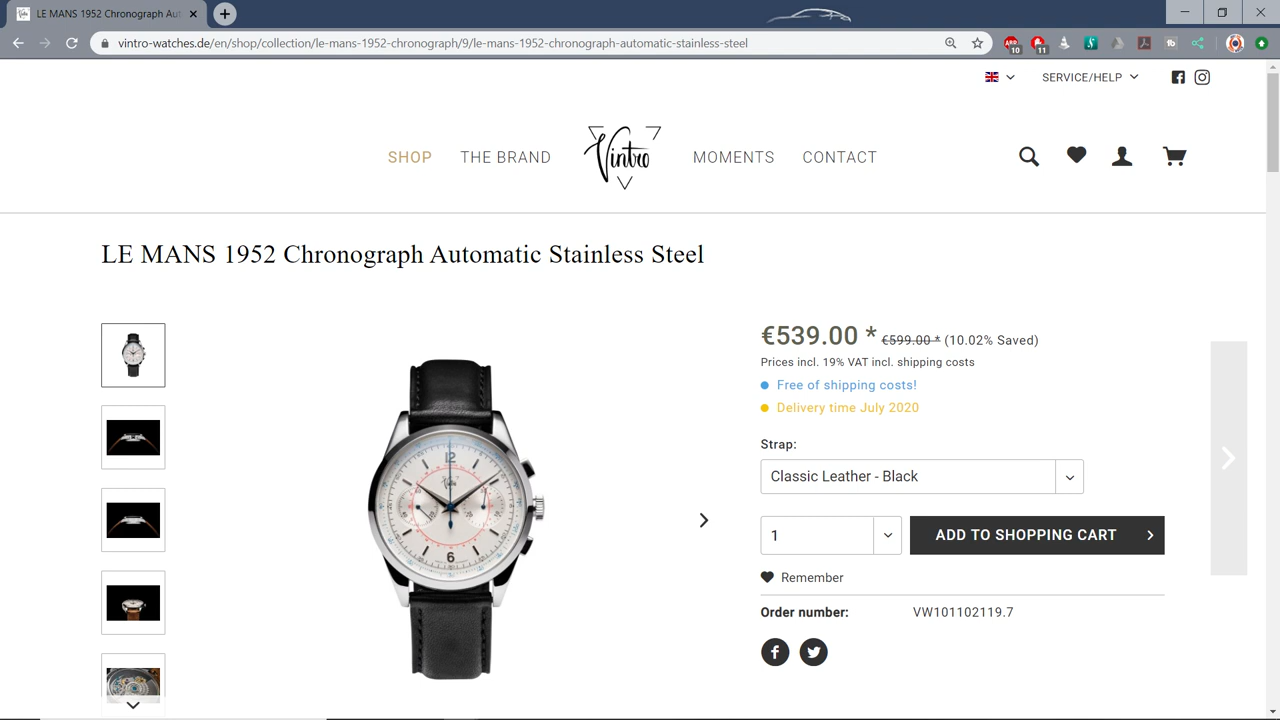 LE MANS 1952 Chronograph Aut
vintro-watches.de/en/shop/collection/le-mans-1952-chronograph/9/le-mans-1952-chronograph-automatic-stainless-steel
10
11
SERVICE/HELP
SHOP
THE BRAND
Vintro
MOMENTS
CONTACT
LE MANS 1952 Chronograph Automatic Stainless Steel
€539.00 * €599.00 * (10.02% Saved)
Prices incl. 19% VAT incl. shipping costs
Free of shipping costs!
Delivery time July 2020
Strap:
Classic Leather - Black
1
ADD TO SHOPPING CART
Remember
Order number: VW101102119.7
12
Vintro
6